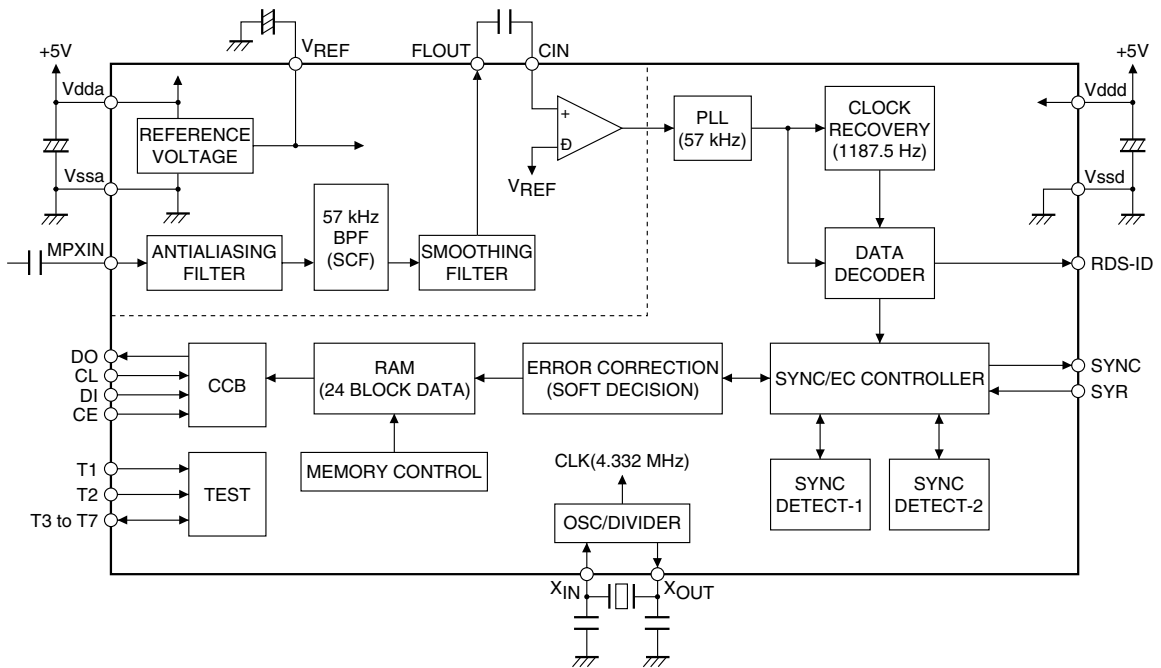 +5V
VREF
FLOUT
CIN
+5V
Vdda
Vddd
REFERENCE
VOLTAGE
+
Đ
VREF
PLL
(57 kHz)
CLOCK
RECOVERY
(1187.5 Hz)
Vssa
Vssd
MPXIN
ANTIALIASING
FILTER
57 kHz
BPF
(SCF)
SMOOTHING
FILTER
DATA
DECODER
RDS-ID
DO
CL
DI
CE
CCB
RAM
(24 BLOCK DATA)
ERROR CORRECTION
(SOFT DECISION)
SYNC/EC CONTROLLER
SYNC
SYR
T1
T2
T3 to T7
TEST
MEMORY CONTROL
CLK(4.332 MHz)
OSC/DIVIDER
SYNC
DETECT-1
SYNC
DETECT-2
XIN
XOUT